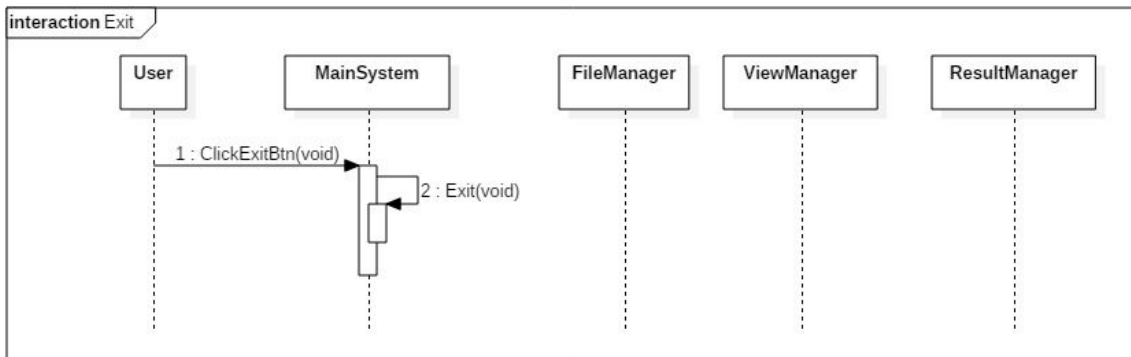 interaction Exit
User
MainSystem
FileManager
ViewManager
ResultManager
1 : ClickExitBtn(void)
2 : Exit(void)